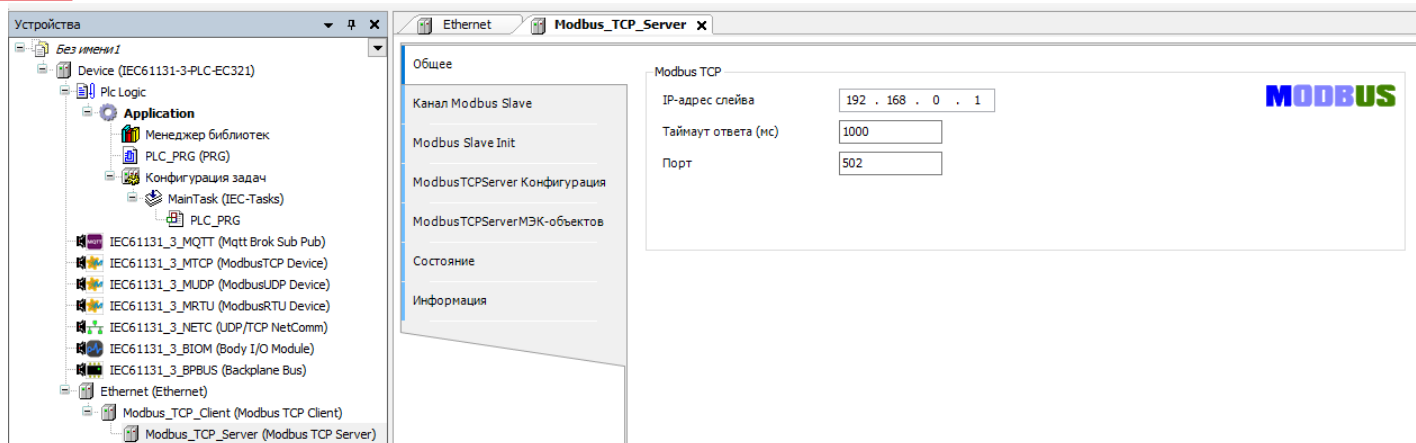 Устройства
Без имени1
Device (IEC61131-3-PLC-EC321)
Plc Logic
Application
Менеджер библиотек
PLC_PRG (PRG)
Конфигурация задач
MainTask (IEC-Tasks)
PLC_PRG
IEC61131_3_MQTT (Mqtt Brok Sub Pub)
IEC61131_3_MTCP (ModbusTCP Device)
IEC61131_3_MUDP (ModbusUDP Device)
IEC61131_3_MRTU (ModbusRTU Device)
IEC61131_3_NETC (UDP/TCP NetComm)
IEC61131_3_BIOM (Body I/O Module)
IEC61131_3_BPBUS (Backplane Bus)
Ethernet (Ethernet)
Modbus_TCP_Client (Modbus TCP Client)
Modbus_TCP_Server (Modbus TCP Server)
Ethernet Modbus_TCP_Server
Общее
Канал Modbus Slave
Modbus Slave Init
ModbusTCPServer Конфигурация
ModbusTCPServerМЭК-объектов
Состояние
Информация
Modbus TCP
MODBUS
IP-адрес слейва 192 . 168 . 0 . 1
Таймаут ответа (мс) 1000
Порт 502